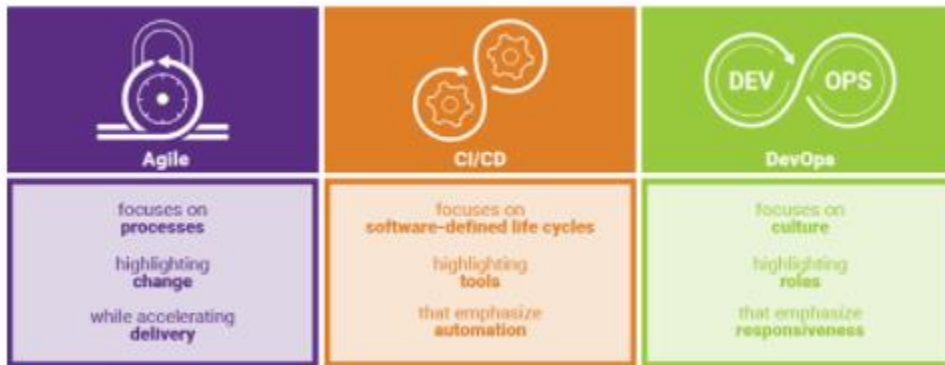 DEV OPS
Agile
CI/CD
DevOps
focuses on
processes
highlighting
change
while accelerating
delivery
focuses on
software-defined life cycles
highlighting
tools
that emphasize
automation
focuses on
culture
highlighting
roles
that emphasize
responsiveness